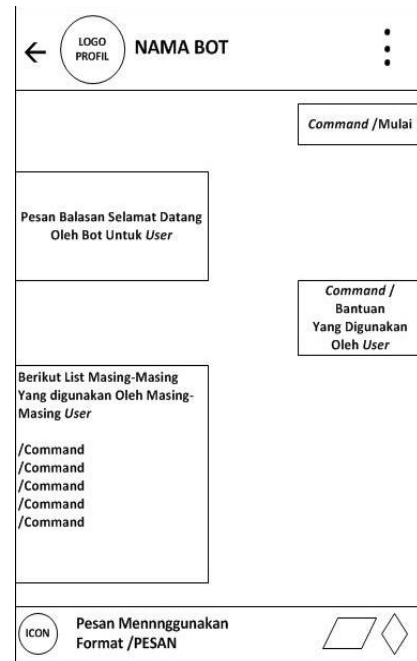 LOGO
PROFIL
NAMA BOT
Command /Mulai
Pesan Balasan Selamat Datang
Oleh Bot Untuk User
Command /
Bantuan
Yang Digunakan
Oleh User
Berikut List Masing-Masing
Yang digunakan Oleh Masing-
Masing User
/Command
/Command
/Command
/Command
/Command
ICON
Pesan Mennnggunakan
Format /PESAN